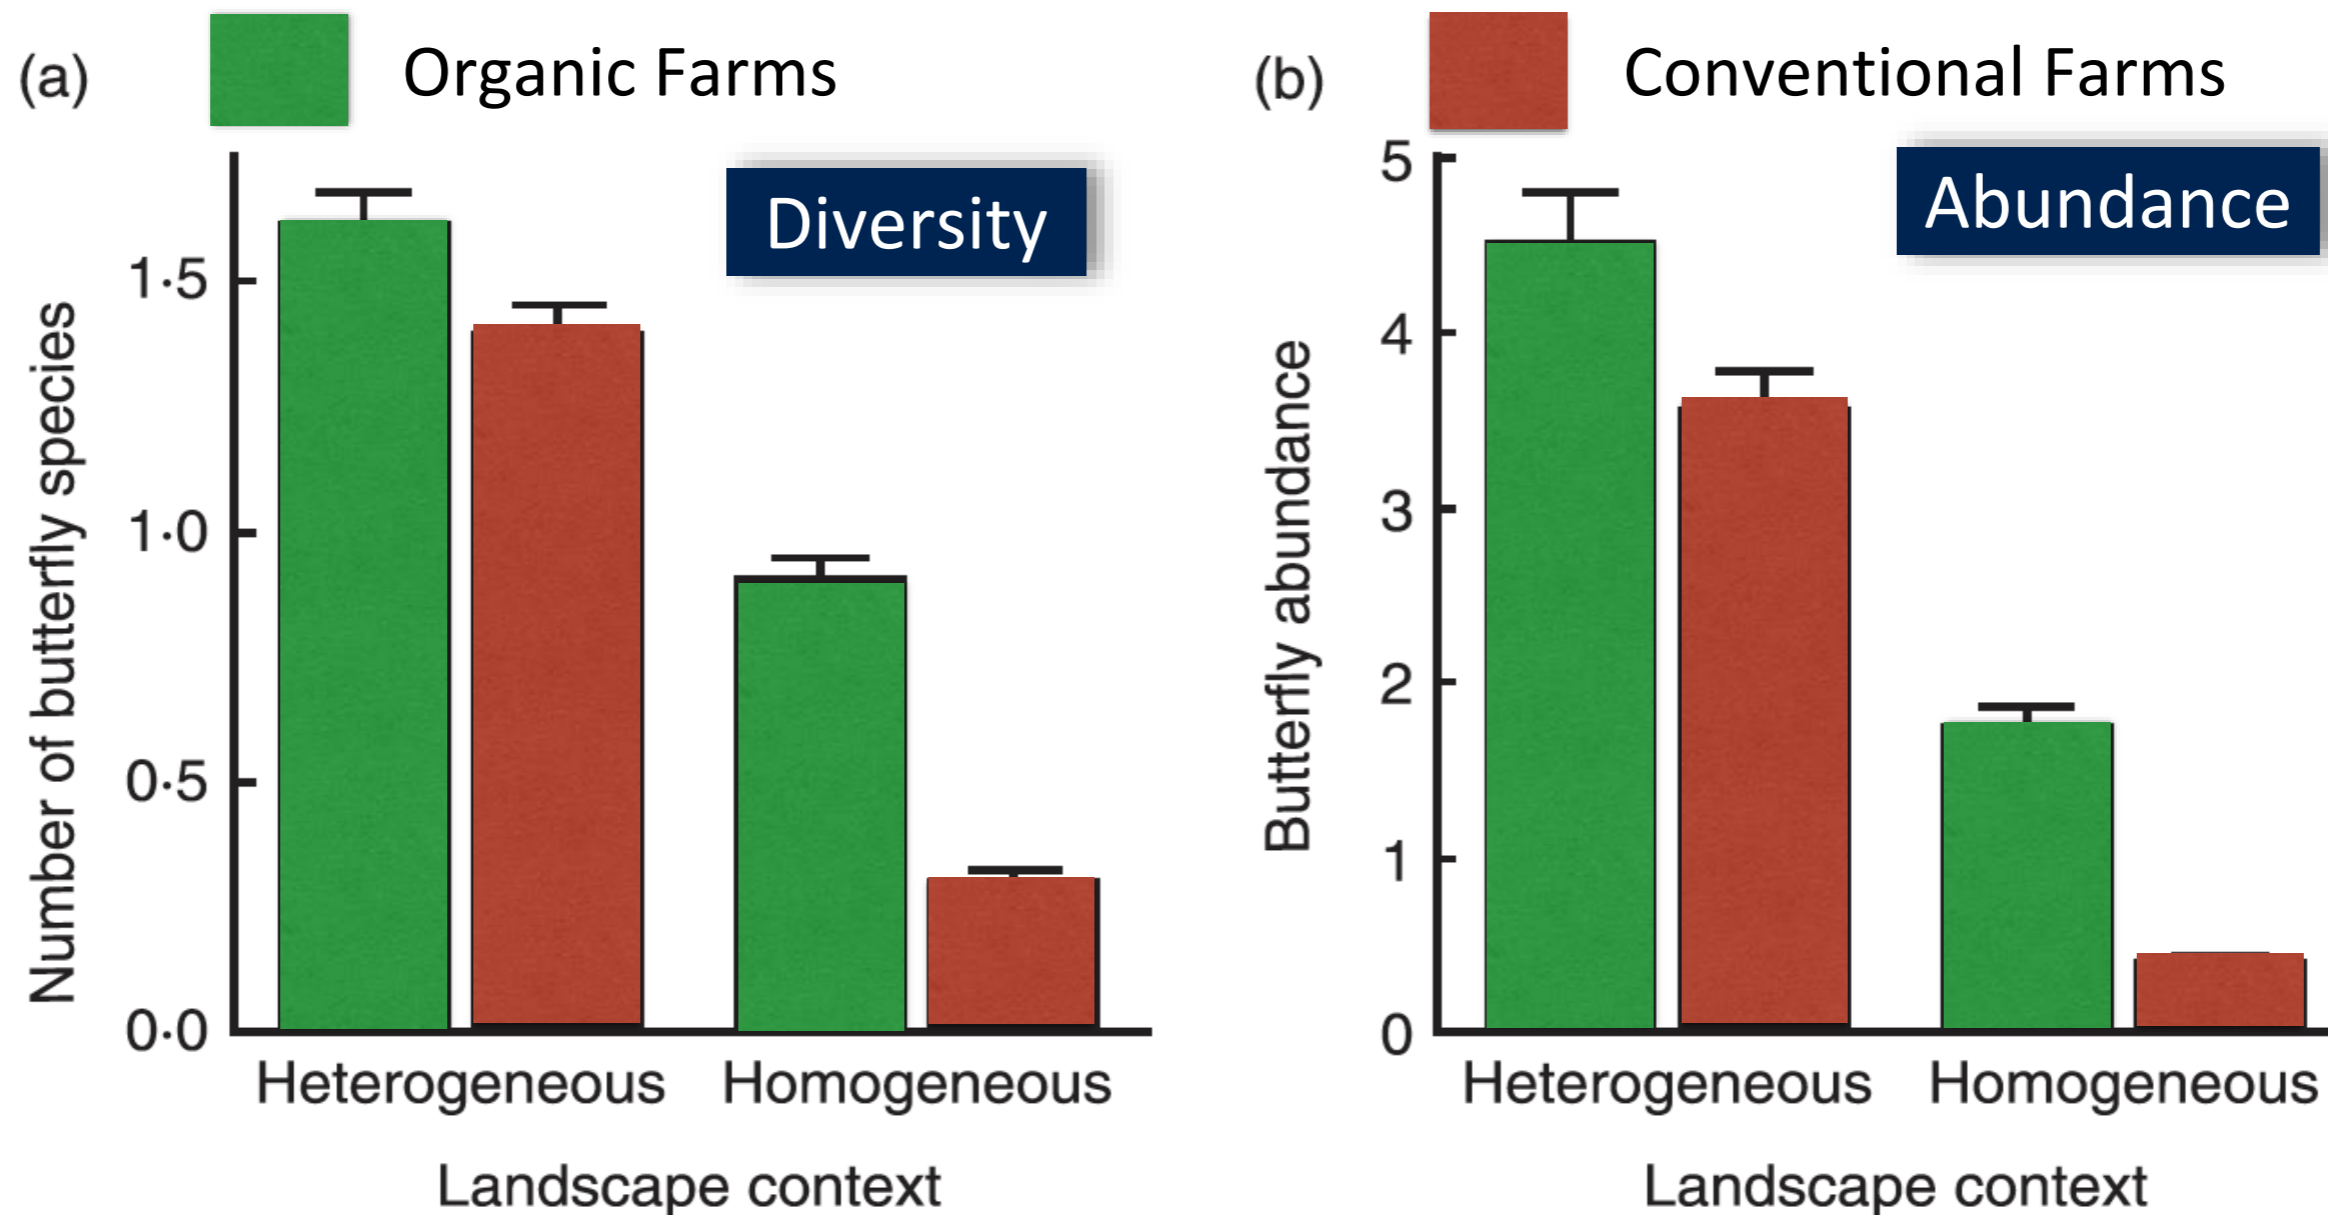 (a)
Organic Farms
Diversity
Number of butterfly species
1·5
1·0
0·5
0·0
Heterogeneous
Homogeneous
Landscape context
(b)
Conventional Farms
Abundance
Butterfly abundance
5
4
3
2
1
0
Heterogeneous
Homogeneous
Landscape context